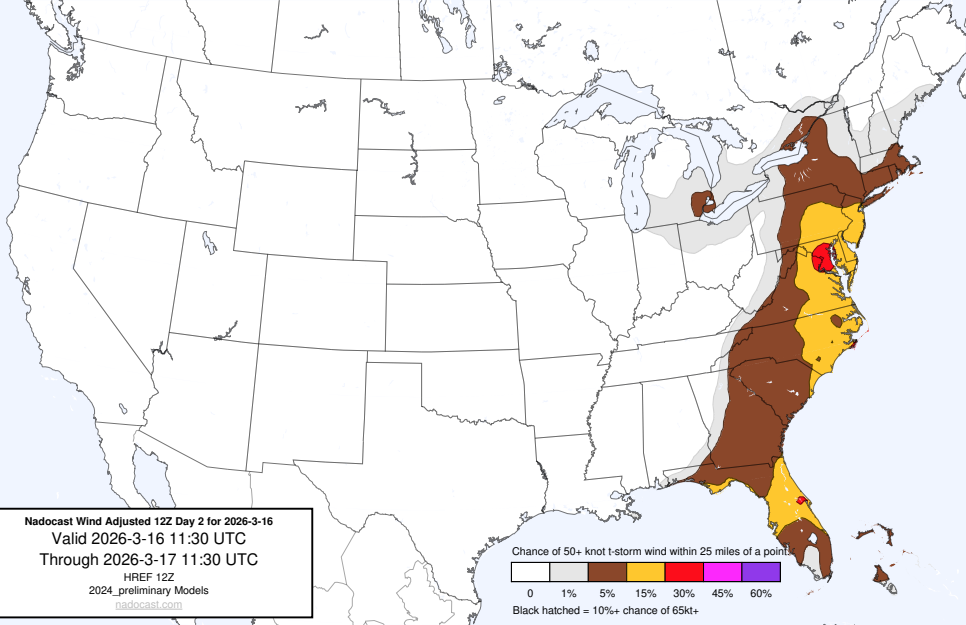 Nadocast Wind Adjusted 12Z Day 2 for 2026-3-16
Valid 2026-3-16 11:30 UTC
Through 2026-3-17 11:30 UTC
HREF 12Z
2024_preliminary Models
nadocast.com
Chance of 50+ knot t-storm wind within 25 miles of a point.
0 1% 5% 15% 30% 45% 60%
Black hatched = 10%+ chance of 65kt+